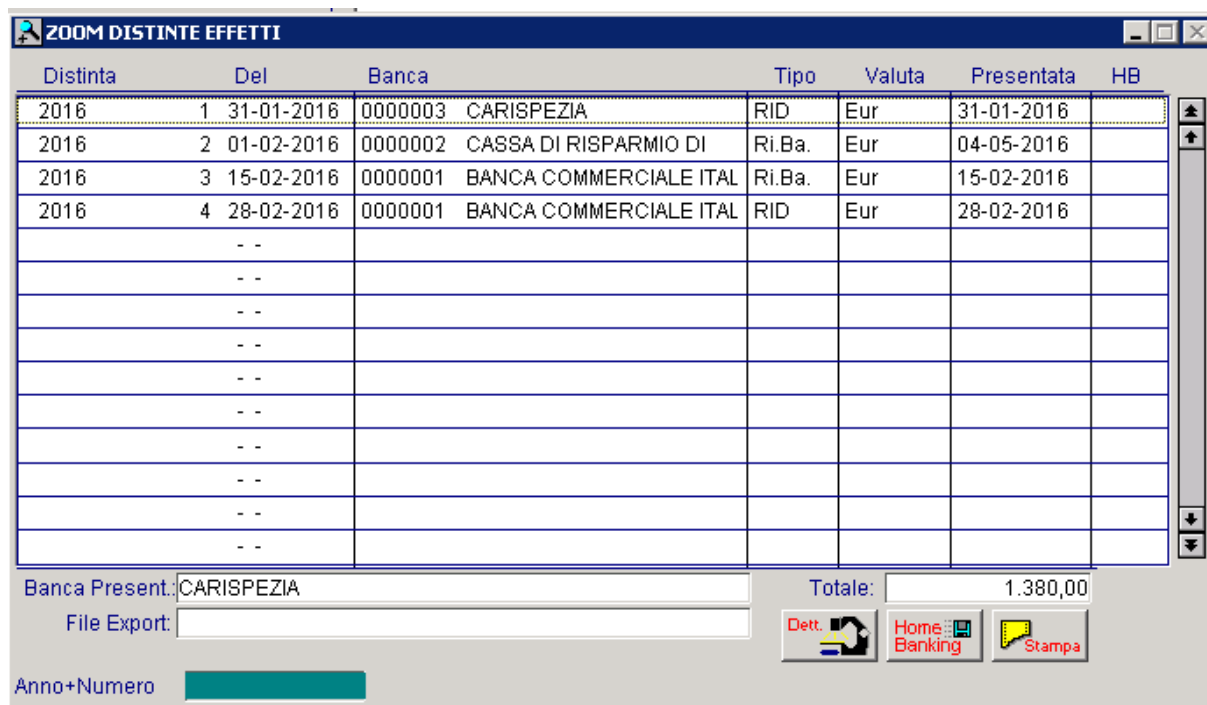 ZOOM DISTINTE EFFETTI
Distinta Del Banca Tipo Valuta Presentata HB
2016 1 31-01-2016 0000003 CARISPEZIA RID Eur 31-01-2016
2016 2 01-02-2016 0000002 CASSA DI RISPARMIO DI Ri.Ba. Eur 04-05-2016
2016 3 15-02-2016 0000001 BANCA COMMERCIALE ITAL Ri.Ba. Eur 15-02-2016
2016 4 28-02-2016 0000001 BANCA COMMERCIALE ITAL RID Eur 28-02-2016
- -
- -
- -
- -
- -
- -
- -
- -
- -
- -
Banca Present.: CARISPEZIA Totale: 1.380,00
File Export:
Dett. Home Banking Stampa
Anno+Numero